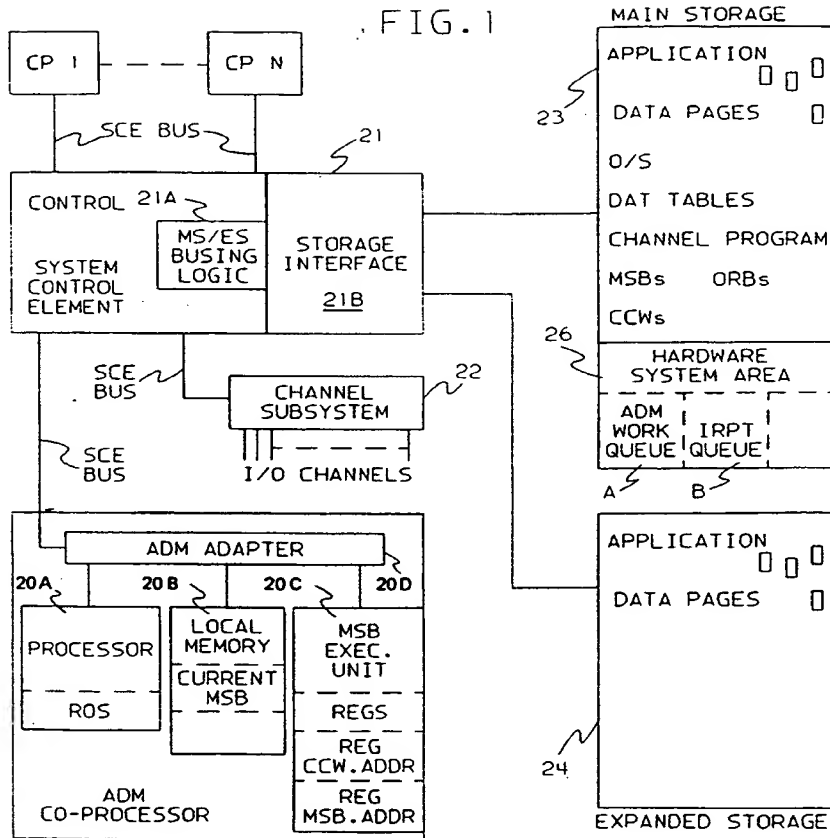 FIG. 1
CP 1
CP N
SCE BUS
21
CONTROL
21A
MS/ES
BUSING
LOGIC
SYSTEM
CONTROL
ELEMENT
STORAGE
INTERFACE
21B
SCE
BUS
22
CHANNEL
SUBSYSTEM
I/O CHANNELS
SCE
BUS
ADM ADAPTER
20A
20B
20C
20D
PROCESSOR
ROS
LOCAL
MEMORY
CURRENT
MSB
MSB
EXEC.
UNIT
REGS
REG
CCW.ADDR
REG
MSB.ADDR
ADM
CO-PROCESSOR
MAIN STORAGE
23
APPLICATION
DATA PAGES
O/S
DAT TABLES
CHANNEL PROGRAM
MSBs ORBs
CCWs
26
HARDWARE
SYSTEM AREA
ADM
WORK
QUEUE
IRPT
QUEUE
A
B
APPLICATION
DATA PAGES
24
EXPANDED STORAGE